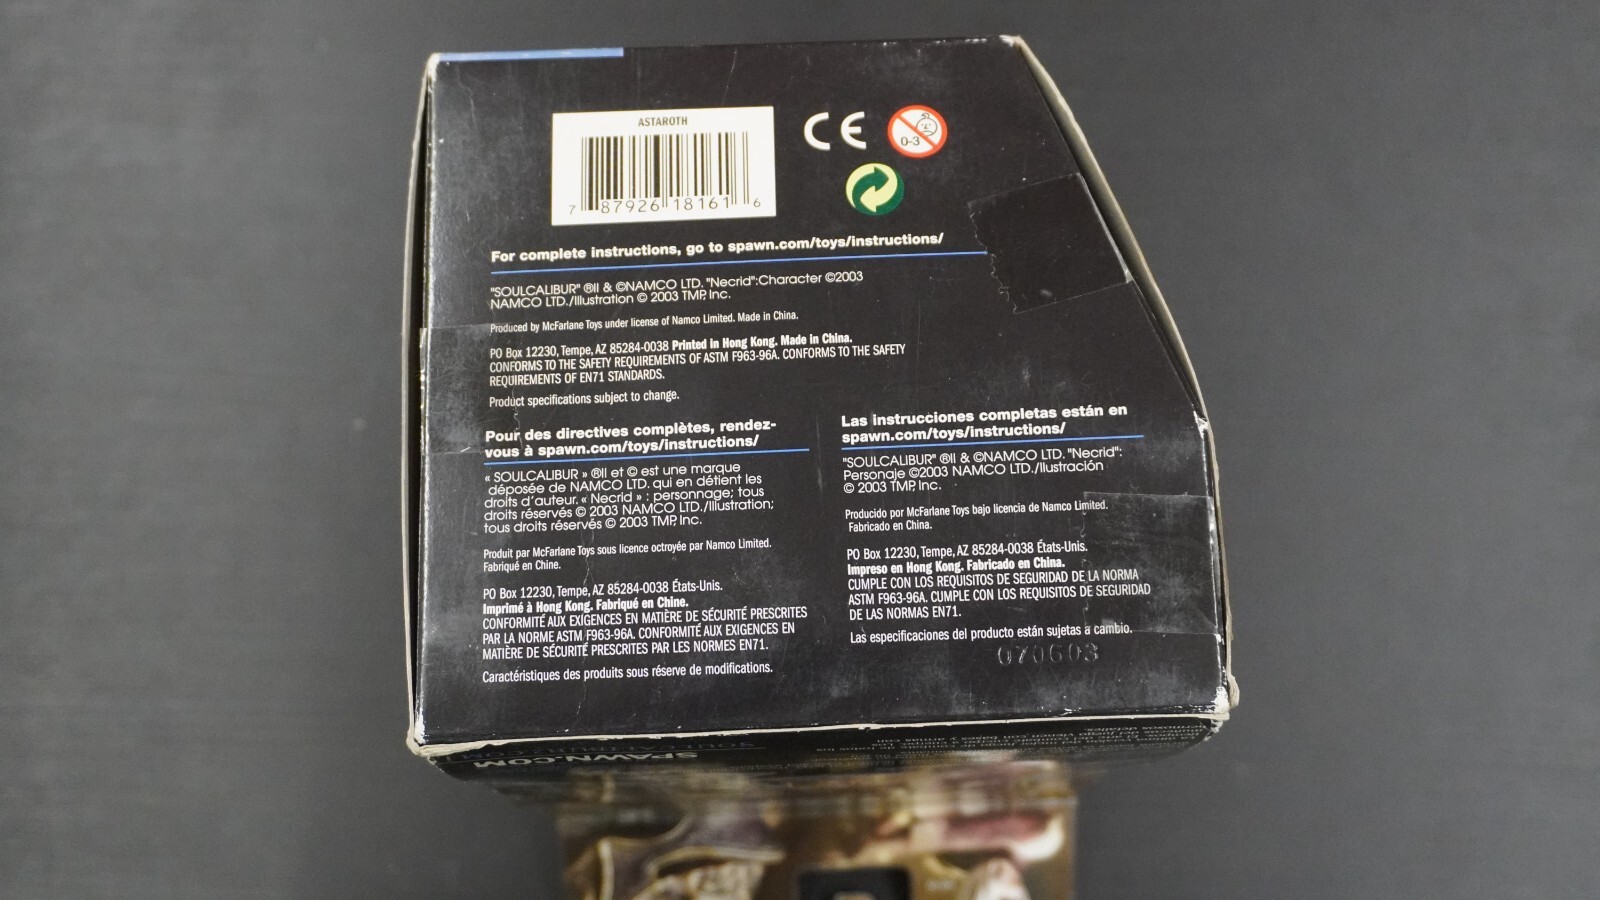 ASTAROTH
7 87926 18161 6
CE
0-3
For complete instructions, go to spawn.com/toys/instructions/
"SOULCALIBUR" ®II & ©NAMCO LTD. "Necrid":Character ©2003
NAMCO LTD./Illustration © 2003 TMP, Inc.
Produced by McFarlane Toys under license of Namco Limited. Made in China.
PO Box 12230, Tempe, AZ 85284-0038 Printed in Hong Kong. Made in China.
CONFORMS TO THE SAFETY REQUIREMENTS OF ASTM F963-96A. CONFORMS TO THE SAFETY
REQUIREMENTS OF EN71 STANDARDS.
Product specifications subject to change.
Pour des directives complètes, rendez-
vous à spawn.com/toys/instructions/
« SOULCALIBUR » ®II et © est une marque
déposée de NAMCO LTD. qui en détient les
droits d'auteur. « Necrid » : personnage; tous
droits réservés © 2003 NAMCO LTD./Illustration;
tous droits réservés © 2003 TMP, Inc.
Produit par McFarlane Toys sous licence octroyée par Namco Limited.
Fabriqué en Chine.
PO Box 12230, Tempe, AZ 85284-0038 États-Unis.
Imprimé à Hong Kong. Fabriqué en Chine.
CONFORMITÉ AUX EXIGENCES EN MATIÈRE DE SÉCURITÉ PRESCRITES
PAR LA NORME ASTM F963-96A. CONFORMITÉ AUX EXIGENCES EN
MATIÈRE DE SÉCURITÉ PRESCRITES PAR LES NORMES EN71.
Caractéristiques des produits sous réserve de modifications.
Las instrucciones completas están en
spawn.com/toys/instructions/
"SOULCALIBUR" ®II & ©NAMCO LTD. "Necrid":
Personaje ©2003 NAMCO LTD./Ilustración
© 2003 TMP, Inc.
Producido por McFarlane Toys bajo licencia de Namco Limited.
Fabricado en China.
PO Box 12230, Tempe, AZ 85284-0038 États-Unis.
Impreso en Hong Kong. Fabricado en China.
CUMPLE CON LOS REQUISITOS DE SEGURIDAD DE LA NORMA
ASTM F963-96A. CUMPLE CON LOS REQUISITOS DE SEGURIDAD
DE LAS NORMAS EN71.
Las especificaciones del producto están sujetas a cambio.
070603
SPAWN.COM